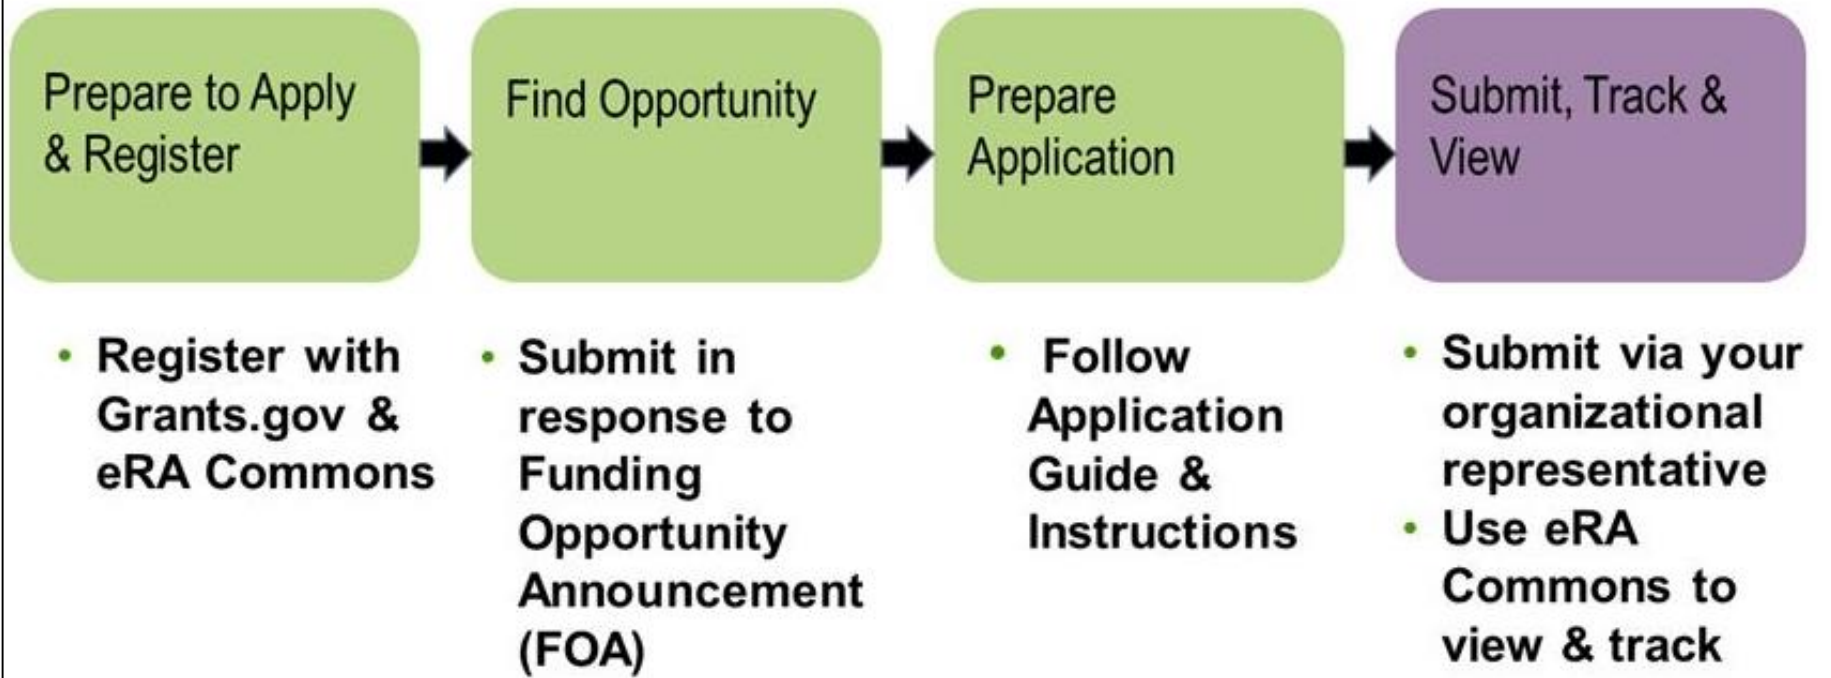 Prepare to Apply
& Register
Find Opportunity
Prepare
Application
Submit, Track &
View
• Register with
Grants.gov &
eRA Commons
• Submit in
response to
Funding
Opportunity
Announcement
(FOA)
• Follow
Application
Guide &
Instructions
• Submit via your
organizational
representative
• Use eRA
Commons to
view & track